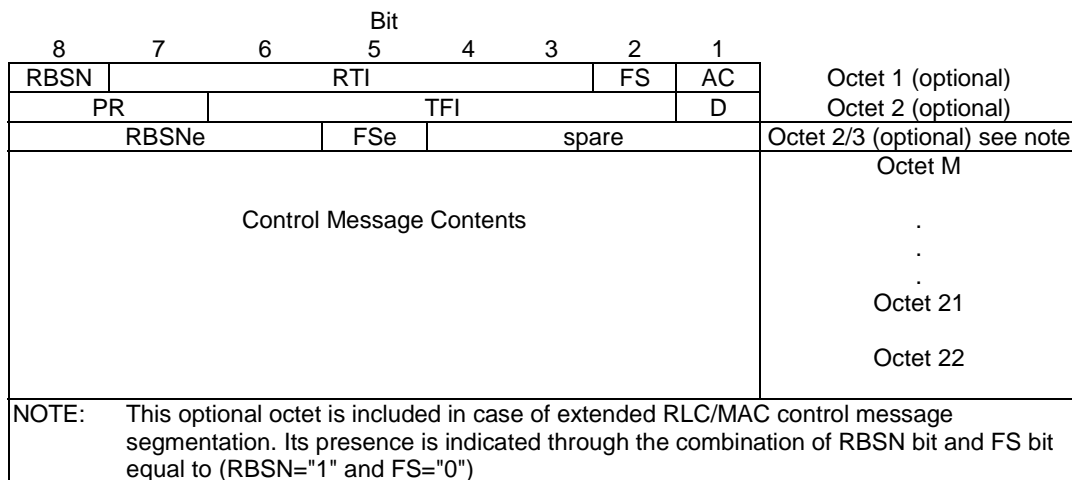 Bit
8 7 6 5 4 3 2 1
RBSN RTI FS AC Octet 1 (optional)
PR TFI D Octet 2 (optional)
RBSNe FSe spare Octet 2/3 (optional) see note
Octet M
Control Message Contents .
.
.
Octet 21
Octet 22
NOTE: This optional octet is included in case of extended RLC/MAC control message
segmentation. Its presence is indicated through the combination of RBSN bit and FS bit
equal to (RBSN="1" and FS="0")